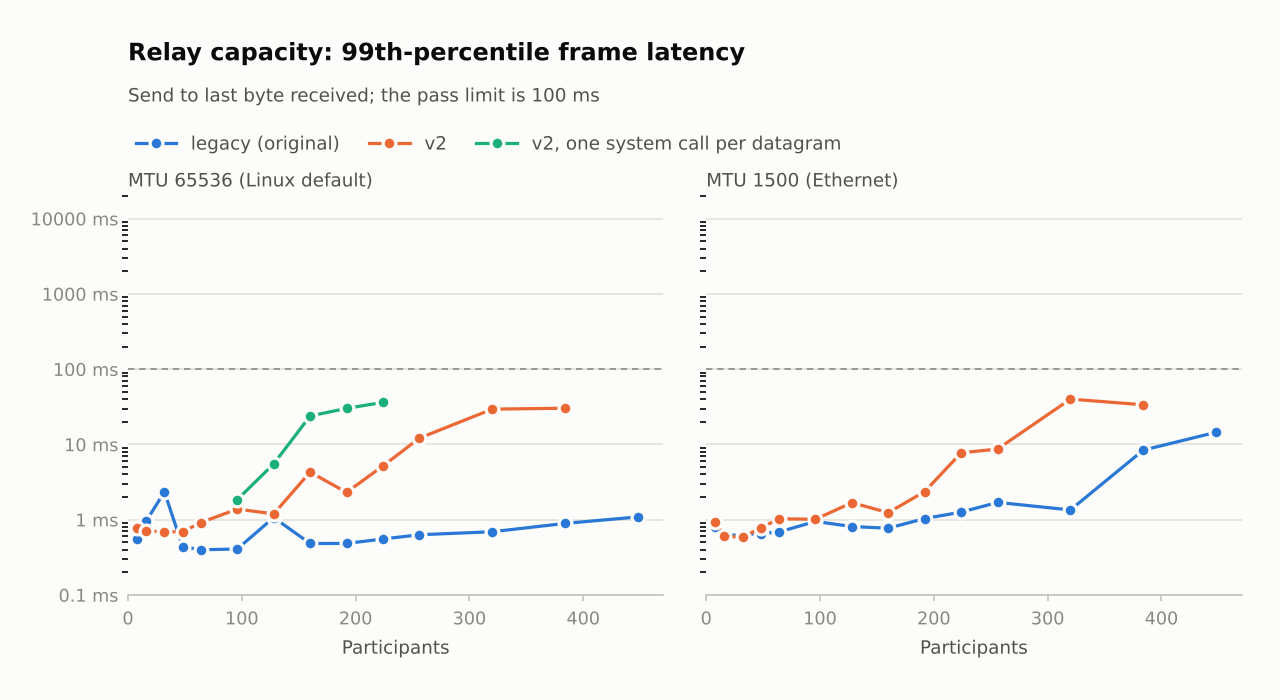 Relay capacity: 99th-percentile frame latency
Send to last byte received; the pass limit is 100 ms
legacy (original) v2 v2, one system call per datagram
MTU 65536 (Linux default) MTU 1500 (Ethernet)
10000 ms
1000 ms
100 ms
10 ms
1 ms
0.1 ms
0 100 200 300 400 0 100 200 300 400
Participants Participants